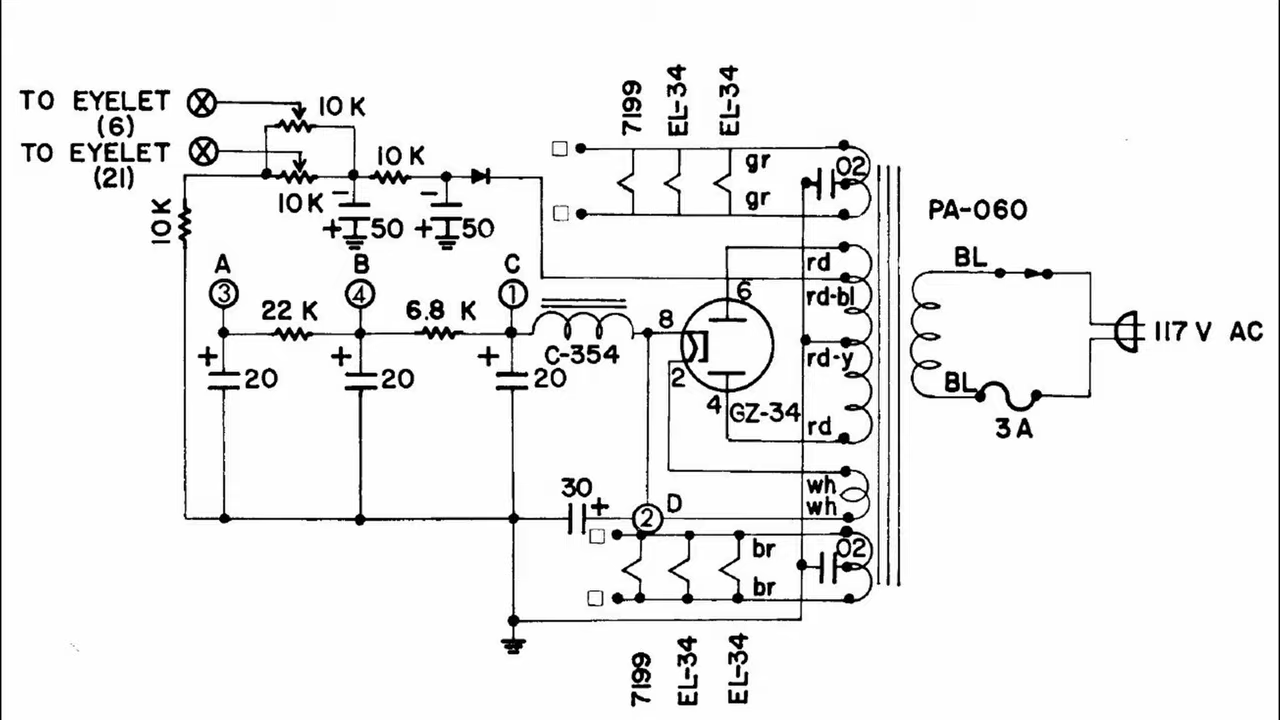 TO EYELET
(6)
TO EYELET
(21)
10 K
10 K
10K
10K
− +50
− +50
7199
EL-34
EL-34
gr
gr
02
PA-060
BL
BL
3A
117 V AC
A
3
B
4
C
1
22 K
6.8 K
C-354
+ 20
+ 20
+ 20
8
6
2
4
GZ-34
rd
rd-bl
rd-y
rd
wh
wh
30 +
2
D
br
br
02
7199
EL-34
EL-34